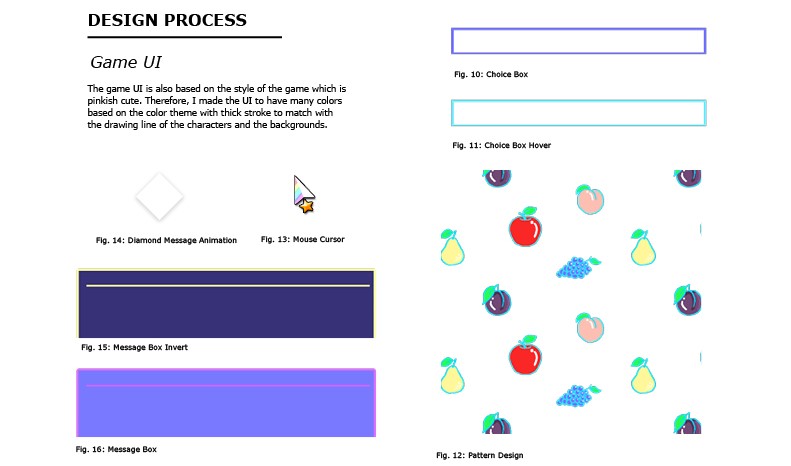 DESIGN PROCESS
Game UI
The game UI is also based on the style of the game which is
pinkish cute. Therefore, I made the UI to have many colors
based on the color theme with thick stroke to match with
the drawing line of the characters and the backgrounds.
Fig. 14: Diamond Message Animation
Fig. 13: Mouse Cursor
Fig. 15: Message Box Invert
Fig. 16: Message Box
Fig. 10: Choice Box
Fig. 11: Choice Box Hover
Fig. 12: Pattern Design